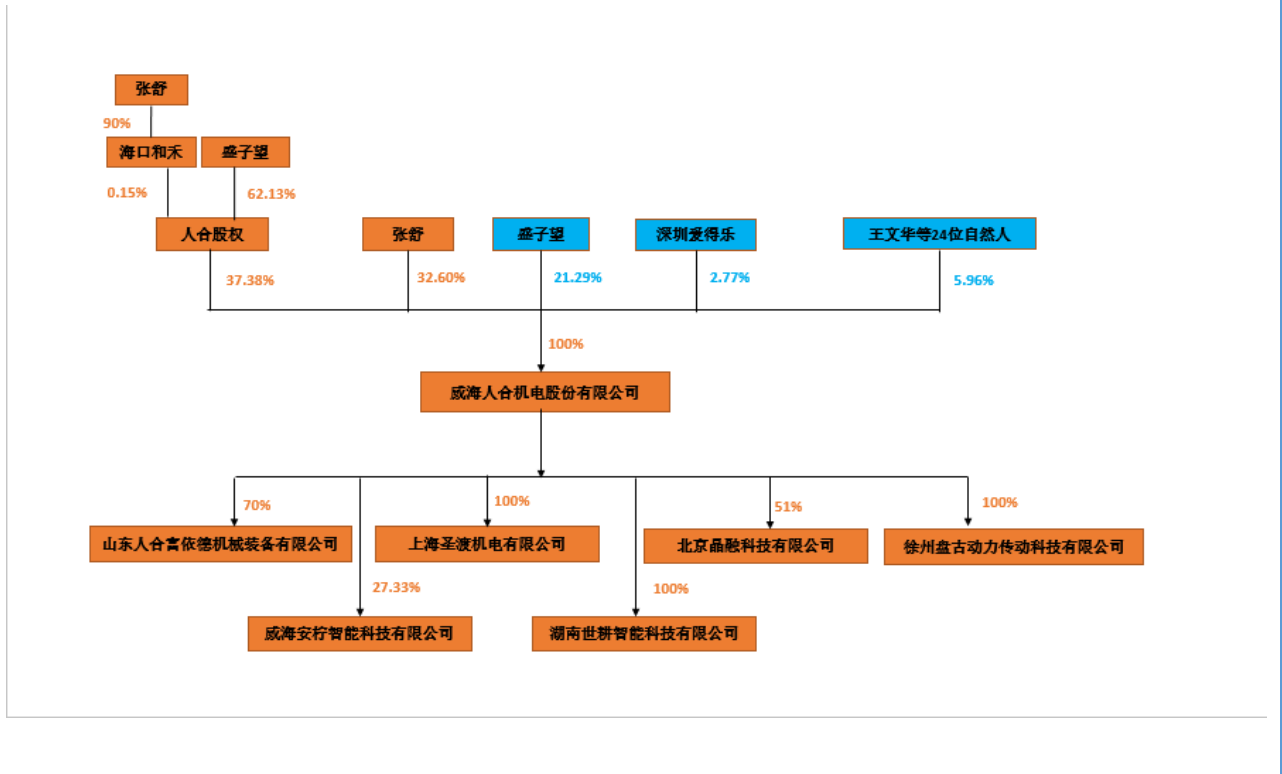 张舒
90%
海口和禾
盛子望
0.15%
62.13%
人合股权
张舒
盛子望
深圳爱得乐
王文华等24位自然人
37.38%
32.60%
21.29%
2.77%
5.96%
100%
威海人合机电股份有限公司
70%
100%
51%
100%
山东人合富依德机械装备有限公司
上海圣渡机电有限公司
北京晶融科技有限公司
徐州盘古动力传动科技有限公司
27.33%
100%
威海安柠智能科技有限公司
湖南世耕智能科技有限公司